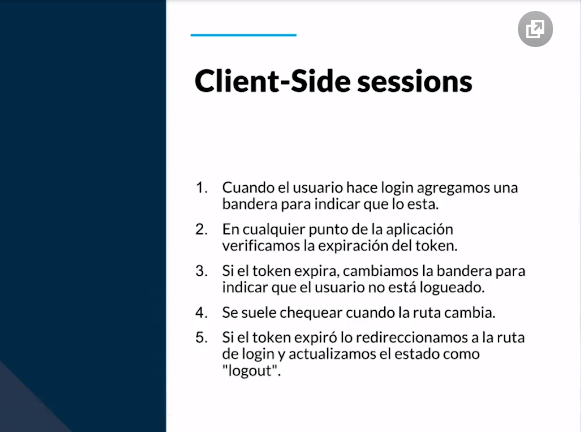 Client-Side sessions
1. Cuando el usuario hace login agregamos una
bandera para indicar que lo esta.
2. En cualquier punto de la aplicación
verificamos la expiración del token.
3. Si el token expira, cambiamos la bandera para
indicar que el usuario no está logueado.
4. Se suele chequear cuando la ruta cambia.
5. Si el token expiró lo redireccionamos a la ruta
de login y actualizamos el estado como
"logout".